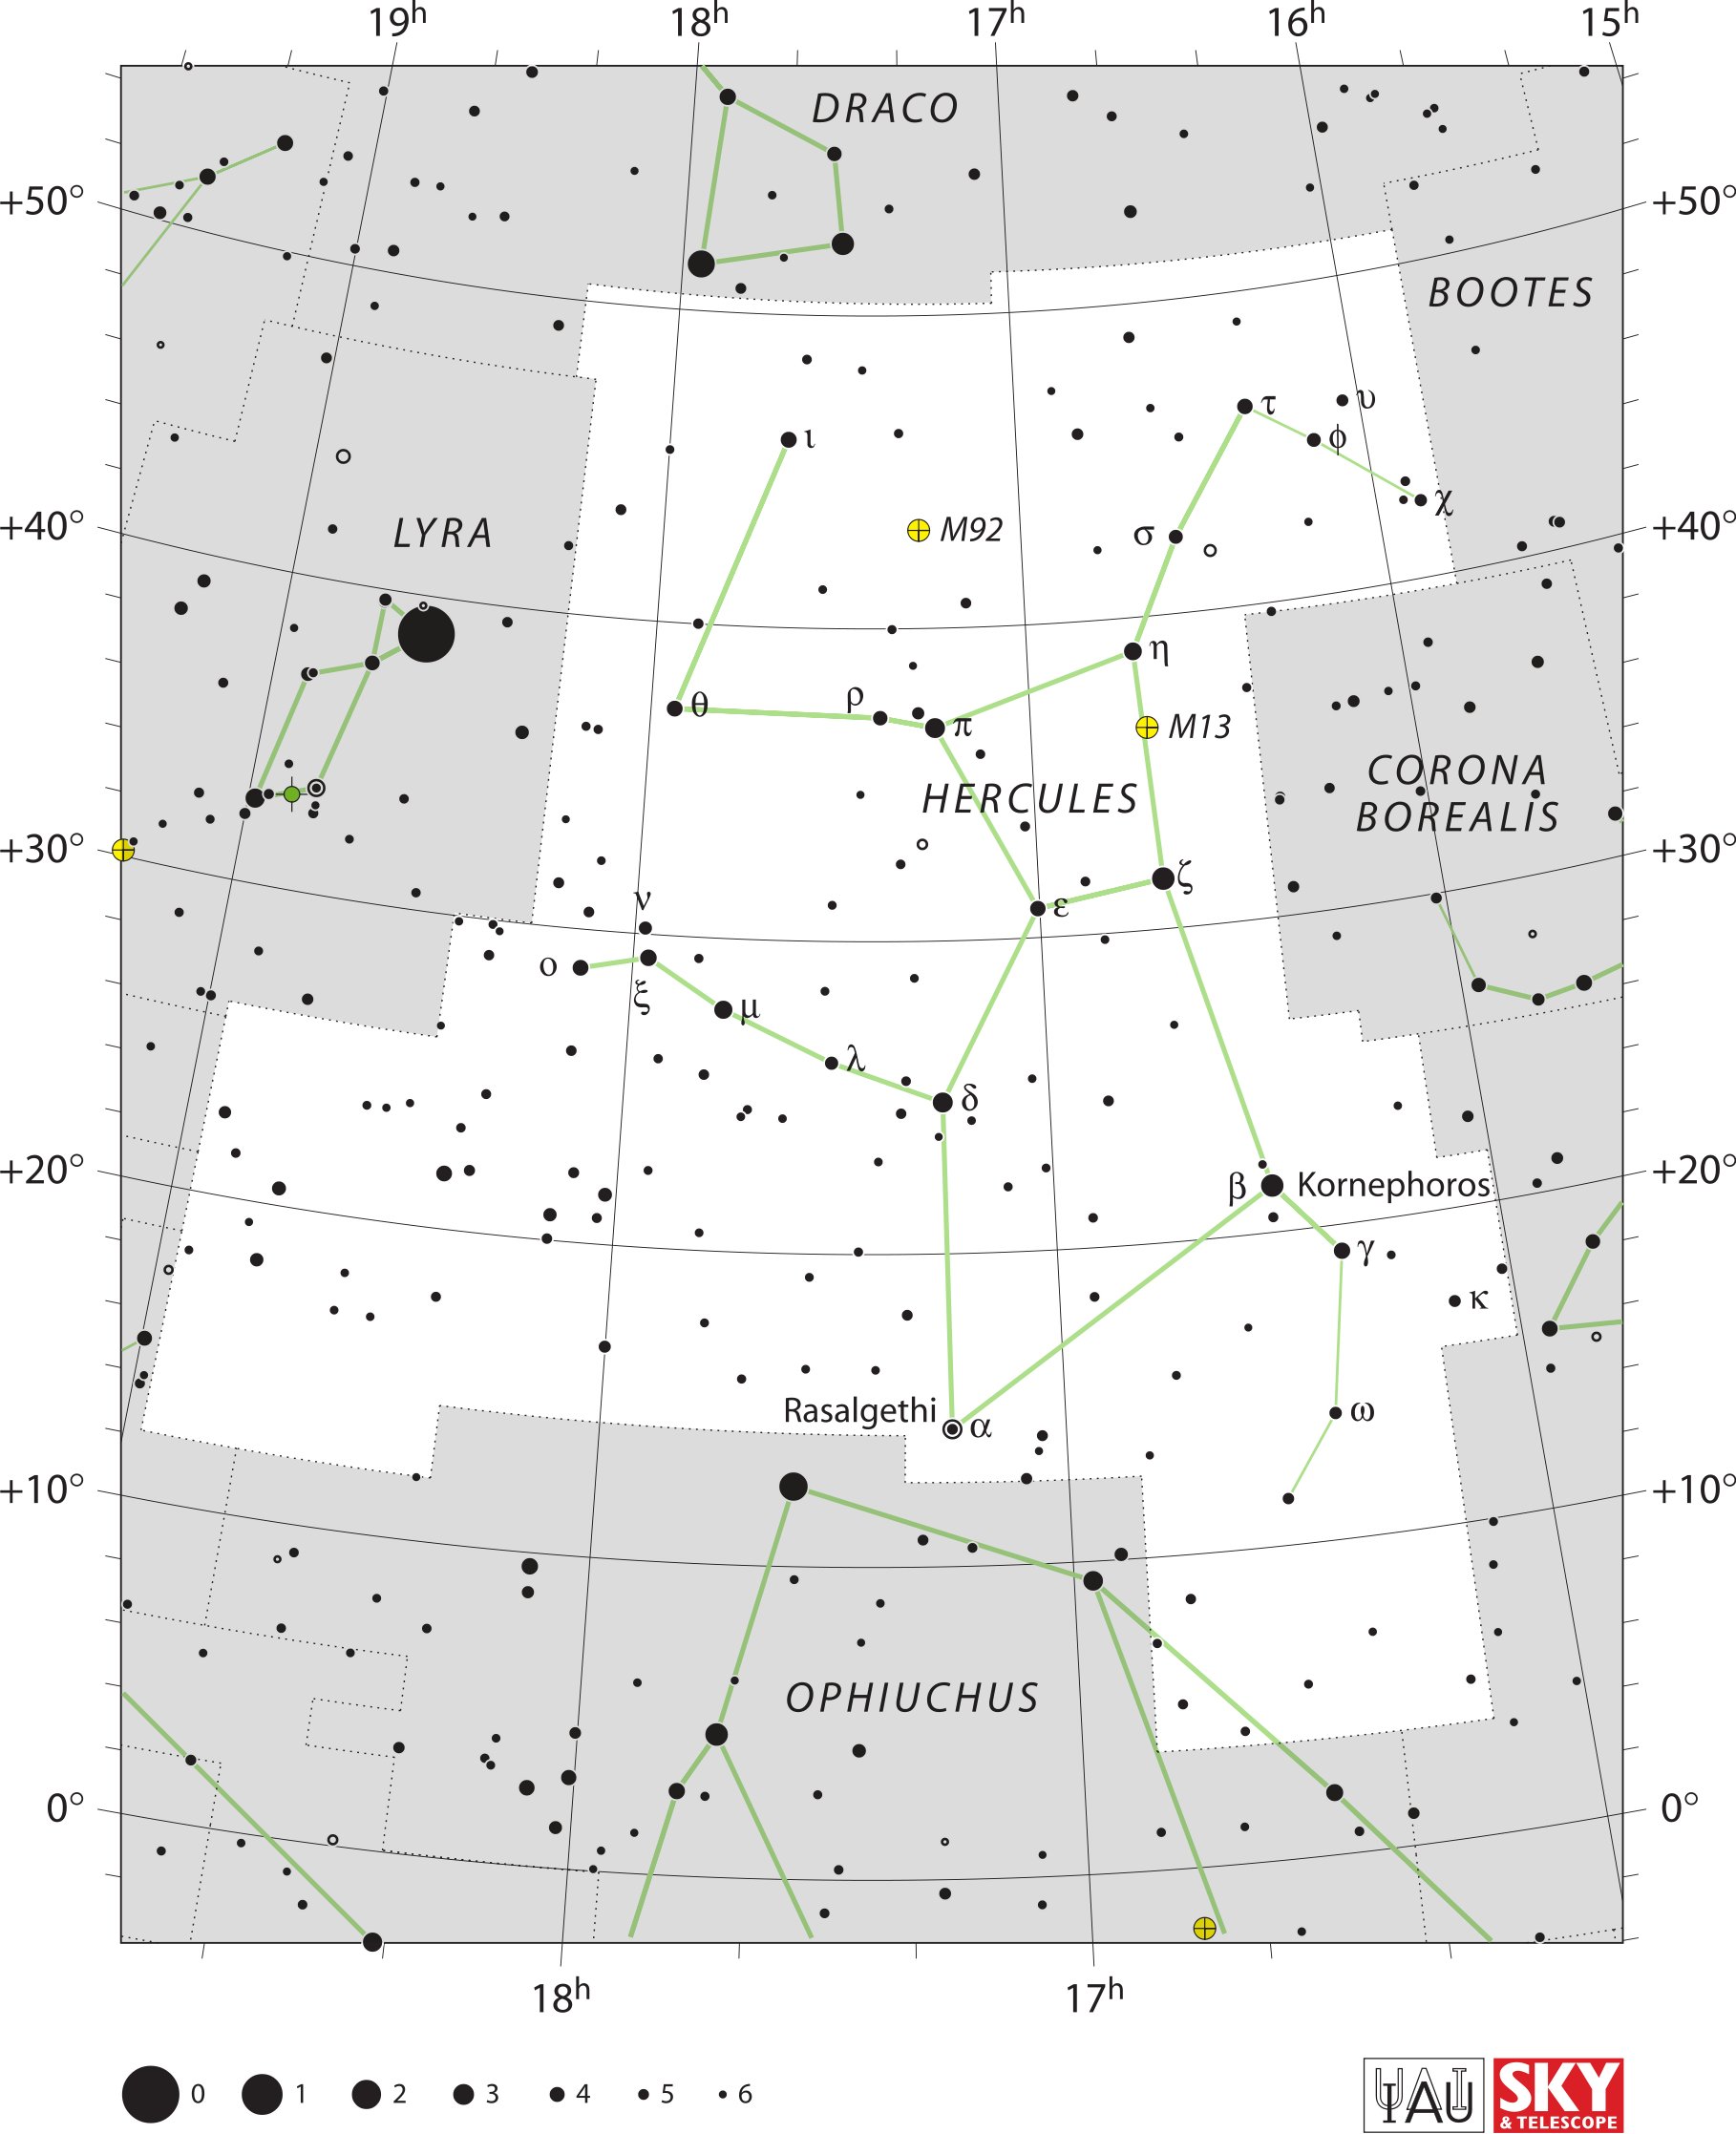 19h 18h 17h 16h 15h
DRACO
+50° +50°
BOOTES
τ υ
ι φ
χ
+40° LYRA M92 σ +40°
η
θ ρ π M13
HERCULES CORONA
BOREALIS
+30° +30°
ν ε ζ
ο ξ μ
λ
δ
+20° +20°
β Kornephoros
γ
κ
Rasalgethi α ω
+10° +10°
OPHIUCHUS
0° 0°
18h 17h
0 1 2 3 4 5 6
IAU
SKY
& TELESCOPE